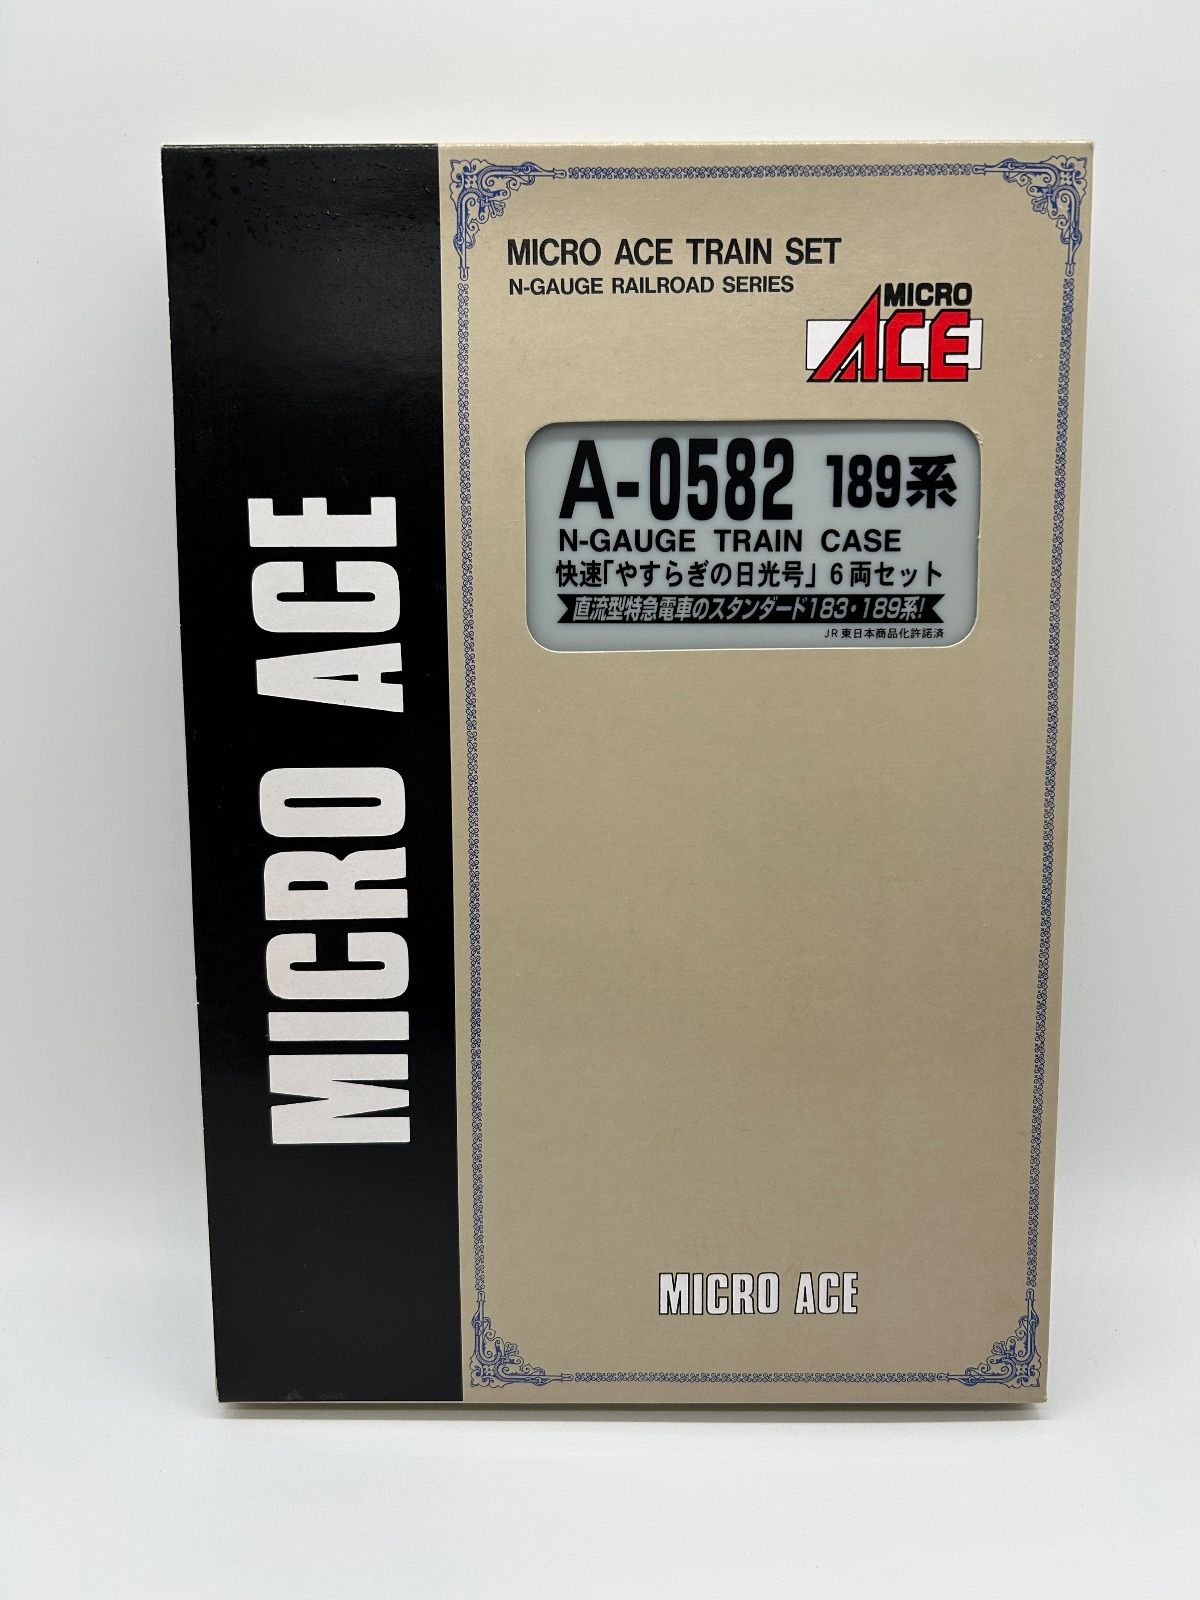 MICRO ACE
MICRO ACE TRAIN SET
N-GAUGE RAILROAD SERIES
MICRO
ACE
A-0582 189系
N-GAUGE TRAIN CASE
快速「やすらぎの日光号」6両セット
直流型特急電車のスタンダード183・189系!
JR東日本商品化許諾済
MICRO ACE